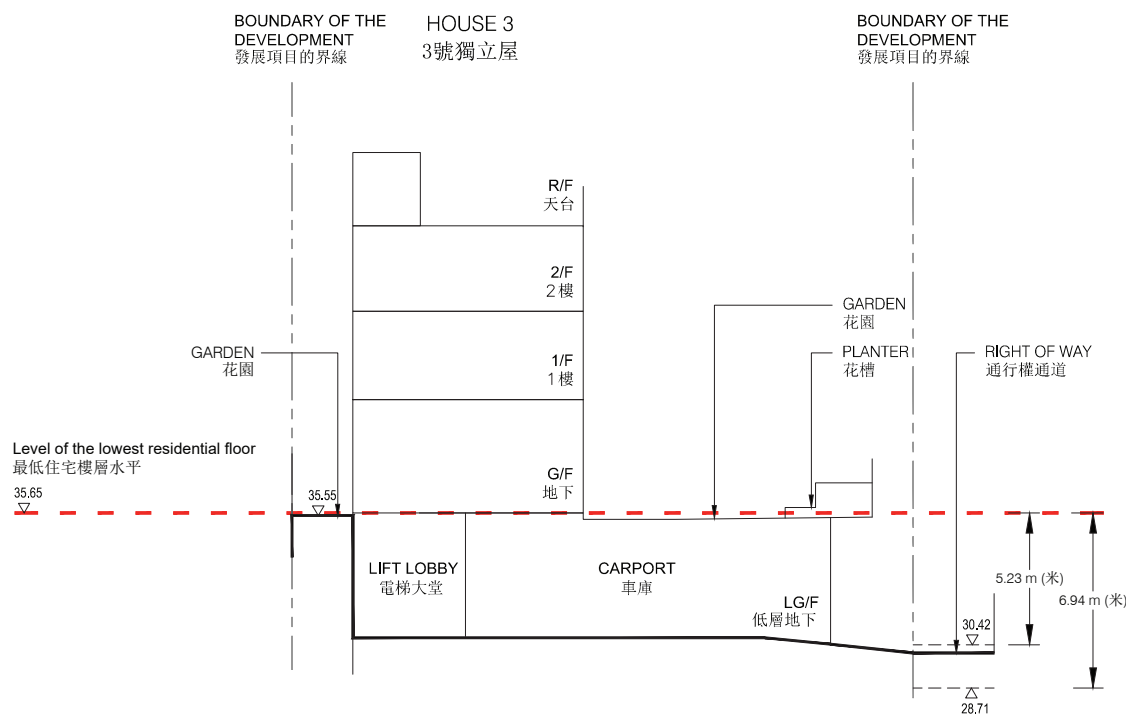 BOUNDARY OF THE
DEVELOPMENT
發展項目的界線
HOUSE 3
3號獨立屋
BOUNDARY OF THE
DEVELOPMENT
發展項目的界線
R/F
天台
2/F
2樓
GARDEN
花園
GARDEN
花園
1/F
1樓
PLANTER
花槽
RIGHT OF WAY
通行權通道
Level of the lowest residential floor
最低住宅樓層水平
35.65
35.55
G/F
地下
LIFT LOBBY
電梯大堂
CARPORT
車庫
LG/F
低層地下
5.23 m (米)
6.94 m (米)
30.42
28.71